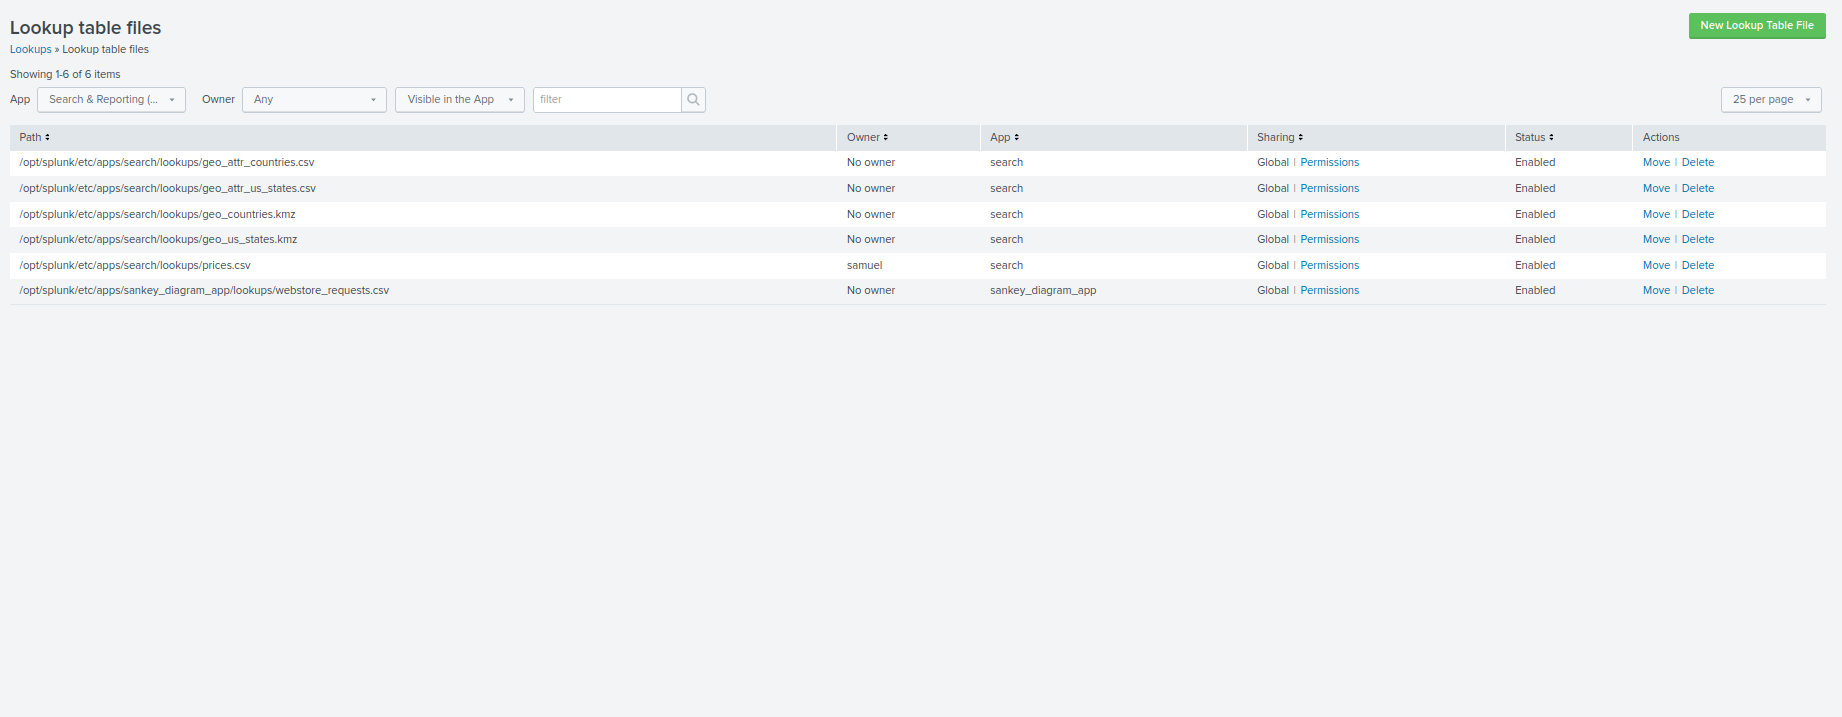 Lookup table files
New Lookup Table File
Lookups » Lookup table files
Showing 1-6 of 6 items
App Search & Reporting (... Owner Any Visible in the App filter 25 per page
Path Owner App Sharing Status Actions
/opt/splunk/etc/apps/search/lookups/geo_attr_countries.csv No owner search Global | Permissions Enabled Move | Delete
/opt/splunk/etc/apps/search/lookups/geo_attr_us_states.csv No owner search Global | Permissions Enabled Move | Delete
/opt/splunk/etc/apps/search/lookups/geo_countries.kmz No owner search Global | Permissions Enabled Move | Delete
/opt/splunk/etc/apps/search/lookups/geo_us_states.kmz No owner search Global | Permissions Enabled Move | Delete
/opt/splunk/etc/apps/search/lookups/prices.csv samuel search Global | Permissions Enabled Move | Delete
/opt/splunk/etc/apps/sankey_diagram_app/lookups/webstore_requests.csv No owner sankey_diagram_app Global | Permissions Enabled Move | Delete